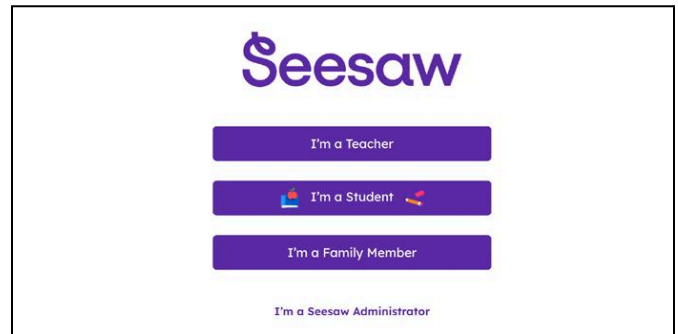 Seesaw
I'm a Teacher
I'm a Student
I'm a Family Member
I'm a Seesaw Administrator